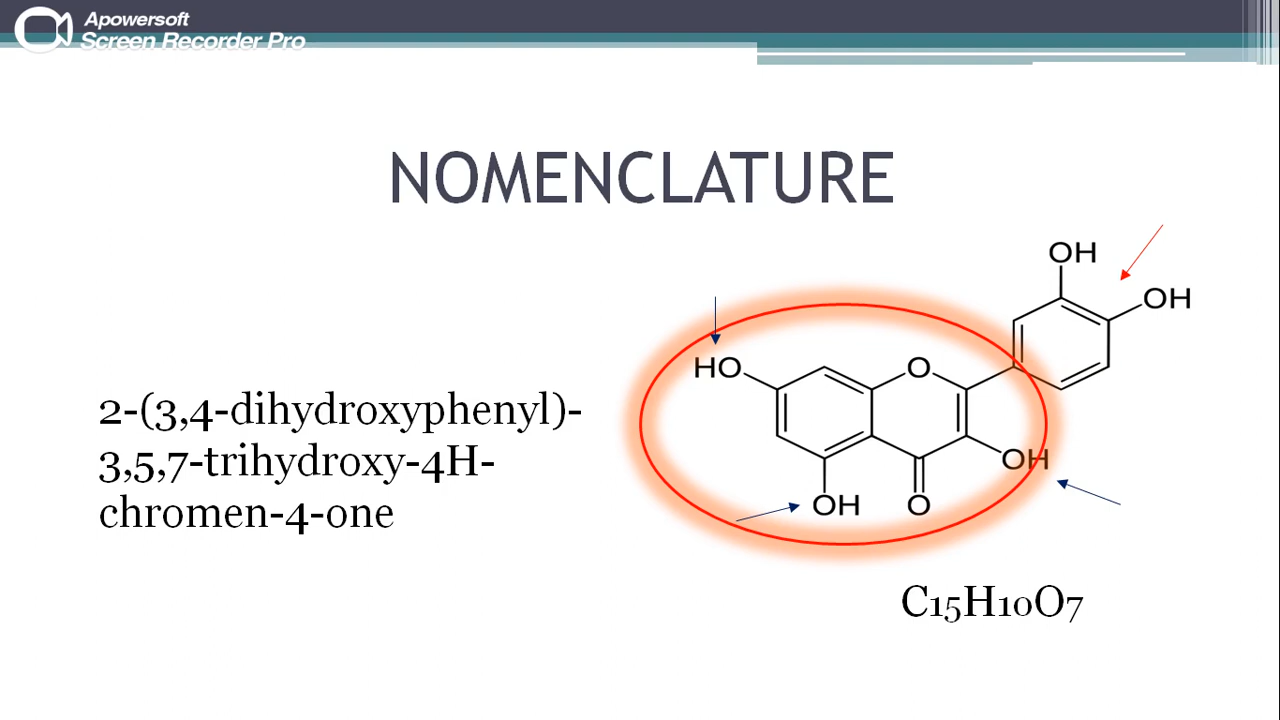 Apowersoft
Screen Recorder Pro
NOMENCLATURE
OH
OH
HO
O
2-(3,4-dihydroxyphenyl)-
3,5,7-trihydroxy-4H-
chromen-4-one
OH
OH
O
C15H10O7